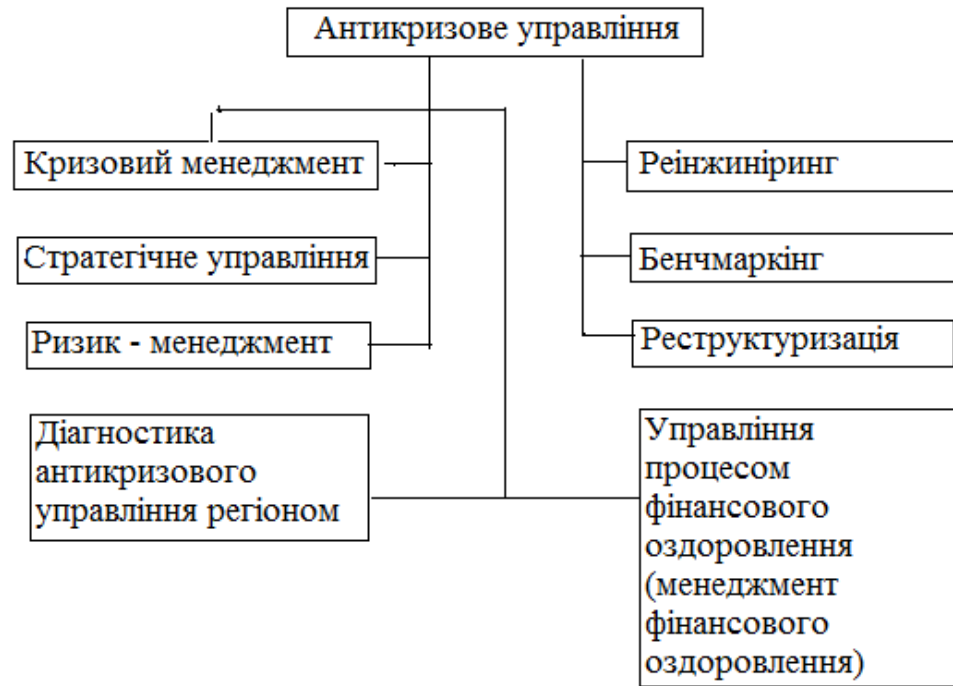 Антикризове управління
Кризовий менеджмент
Стратегічне управління
Ризик - менеджмент
Діагностика
антикризового
управління регіоном
Реінжиніринг
Бенчмаркінг
Реструктуризація
Управління
процесом
фінансового
оздоровлення
(менеджмент
фінансового
оздоровлення)